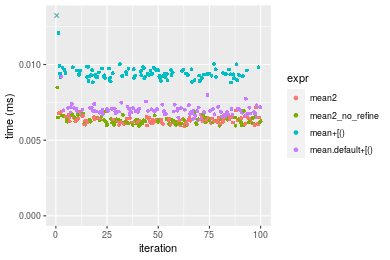 0.010
0.005
0.000
time (ms)
0
25
50
75
100
iteration
expr
mean2
mean2_no_refine
mean+[()
mean.default+[()